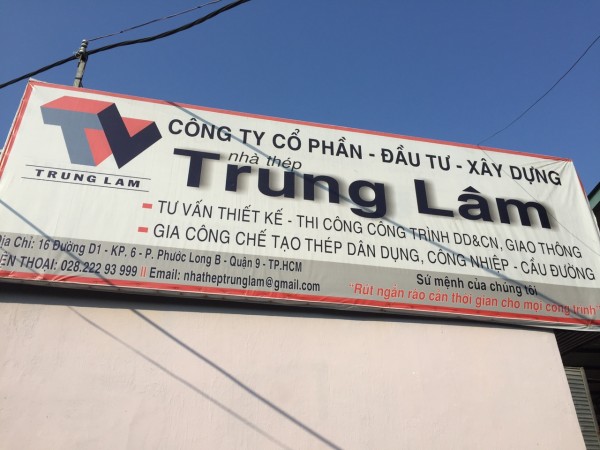 CÔNG TY CỔ PHẦN - ĐẦU TƯ - XÂY DỰNG
nhà thép
Trung Lâm
TRUNG LAM
- TƯ VẤN THIẾT KẾ - THI CÔNG CÔNG TRÌNH DD&CN, GIAO THÔNG
- GIA CÔNG CHẾ TẠO THÉP DÂN DỤNG, CÔNG NHIỆP - CẦU ĐƯỜNG
Địa Chỉ: 16 Đường D1 - KP. 6 - P. Phước Long B - Quận 9 - TP.HCM
ĐIỆN THOẠI: 028.222 93 999 || Email: nhatheptrunglam@gmail.com
Sứ mệnh của chúng tôi
"Rút ngắn rào cản thời gian cho mọi công trình"